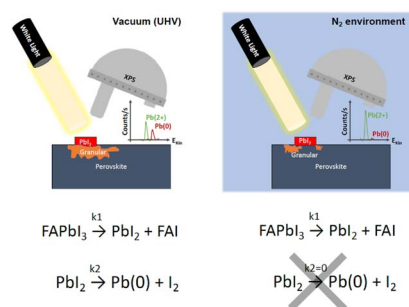 Vacuum (UHV)
White Light
XPS
Counts/s
Pb(2+)
Pb(0)
E_Kin
PbI₂
Granular
Perovskite
FAPbI₃ k1→ PbI₂ + FAI
PbI₂ k2→ Pb(0) + I₂
N₂ environment
White Light
XPS
Counts/s
Pb(2+)
Pb(0)
E_Kin
PbI₂
Granular
Perovskite
FAPbI₃ k1→ PbI₂ + FAI
PbI₂ k2=0→ Pb(0) + I₂